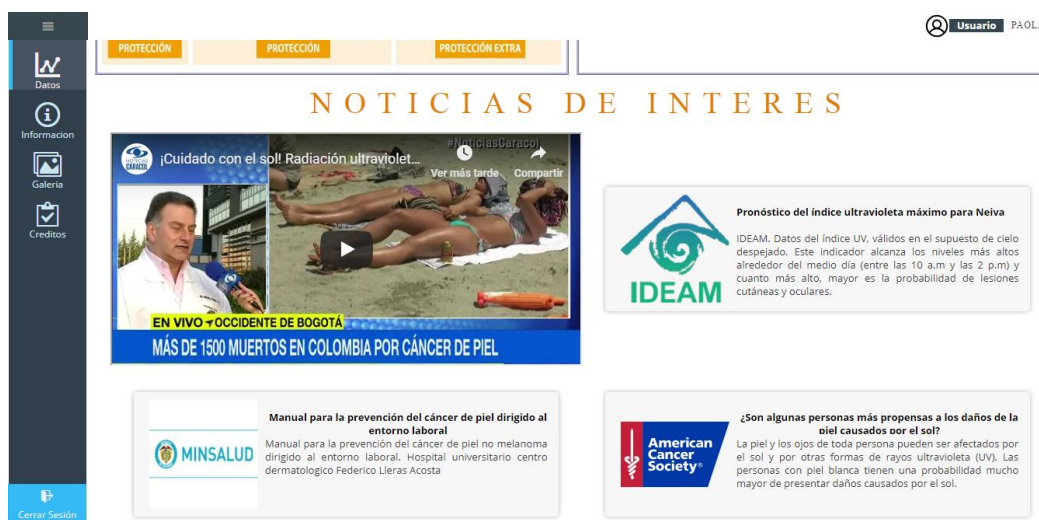 Usuario PAOL
PROTECCIÓN
PROTECCIÓN
PROTECCIÓN EXTRA
Datos
Informacion
Galeria
Creditos
Cerrar Sesión
NOTICIAS DE INTERES
NOTICIAS
CARACOL
¡Cuidado con el sol! Radiación ultraviolet...
#NoticiasCaracol
Ver más tarde
Compartir
EN VIVO OCCIDENTE DE BOGOTÁ
MÁS DE 1500 MUERTOS EN COLOMBIA POR CÁNCER DE PIEL
IDEAM
Pronóstico del índice ultravioleta máximo para Neiva
IDEAM. Datos del índice UV, válidos en el supuesto de cielo
despejado. Este indicador alcanza los niveles más altos
alrededor del medio día (entre las 10 a.m y las 2 p.m) y
cuanto más alto, mayor es la probabilidad de lesiones
cutáneas y oculares.
MINSALUD
Manual para la prevención del cáncer de piel dirigido al
entorno laboral
Manual para la prevención del cáncer de piel no melanoma
dirigido al entorno laboral. Hospital universitario centro
dermatologico Federico Lleras Acosta
American
Cancer
Society®
¿Son algunas personas más propensas a los daños de la
piel causados por el sol?
La piel y los ojos de toda persona pueden ser afectados por
el sol y por otras formas de rayos ultravioleta (UV). Las
personas con piel blanca tienen una probabilidad mucho
mayor de presentar daños causados por el sol.